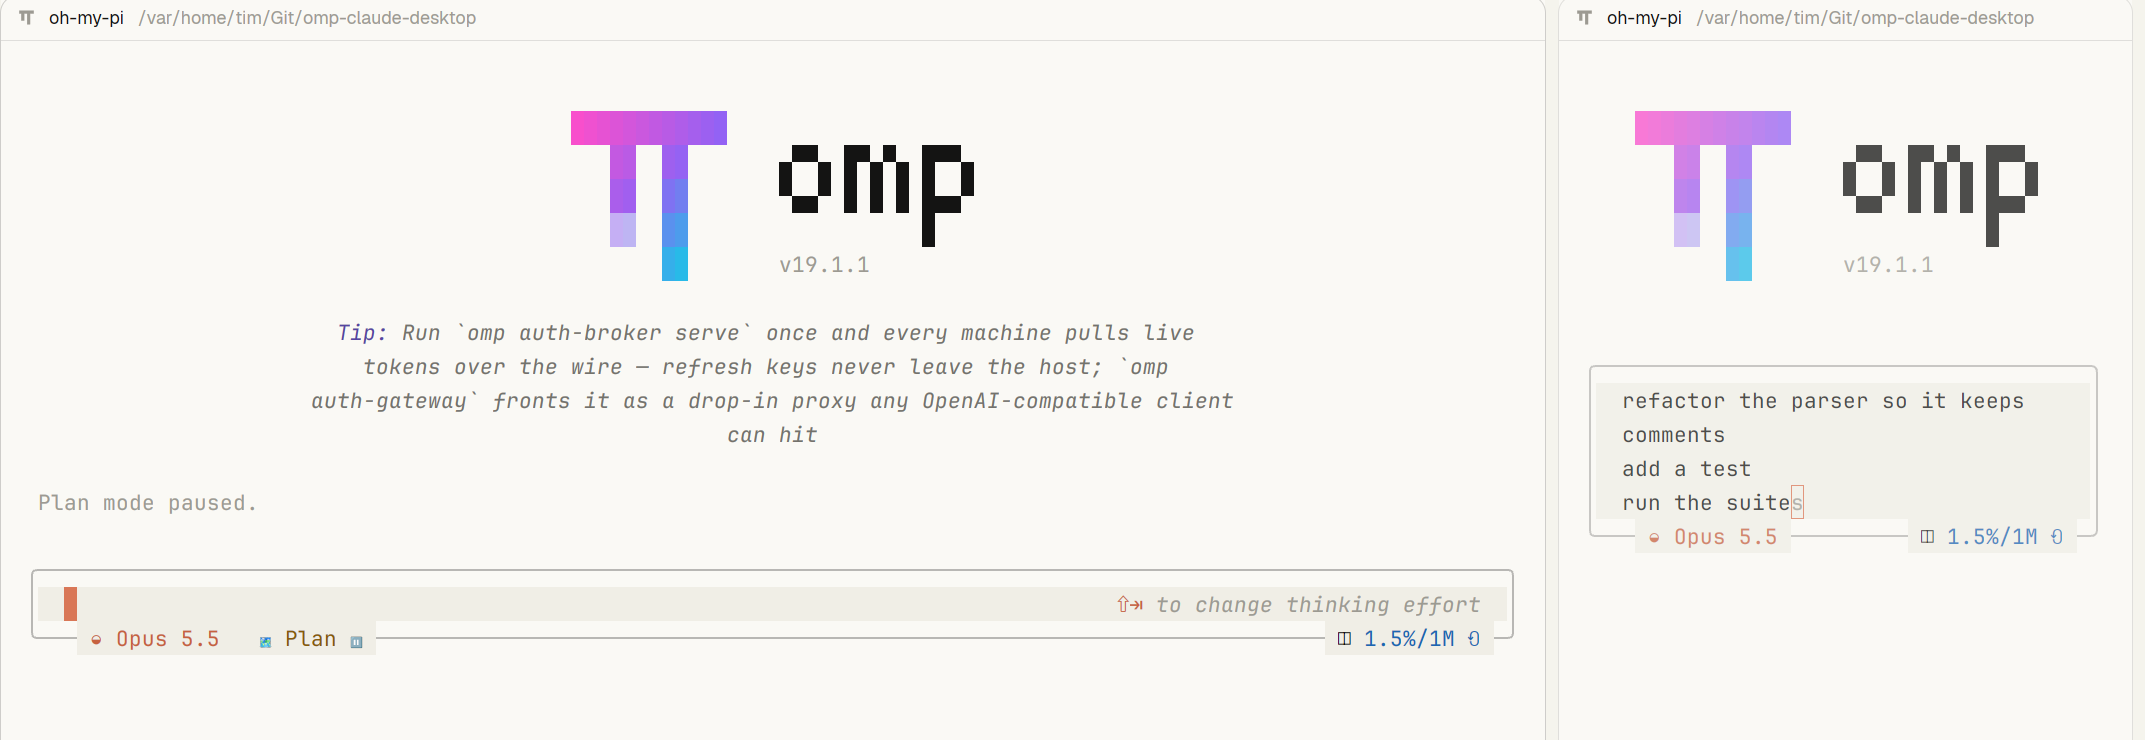 oh-my-pi /var/home/tim/Git/omp-claude-desktop
omp
v19.1.1
Tip: Run `omp auth-broker serve` once and every machine pulls live
tokens over the wire — refresh keys never leave the host; `omp
auth-gateway` fronts it as a drop-in proxy any OpenAI-compatible client
can hit
Plan mode paused.
⇧⇥ to change thinking effort
Opus 5.5 Plan
1.5%/1M
oh-my-pi /var/home/tim/Git/omp-claude-desktop
omp
v19.1.1
refactor the parser so it keeps
comments
add a test
run the suites
Opus 5.5
1.5%/1M